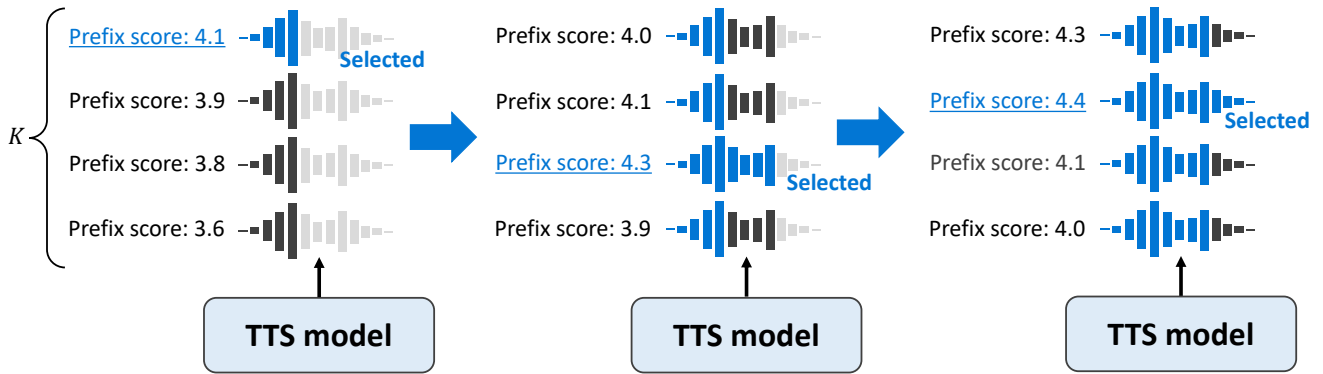 K
Prefix score: 4.1
Selected
Prefix score: 3.9
Prefix score: 3.8
Prefix score: 3.6
TTS model
Prefix score: 4.0
Prefix score: 4.1
Prefix score: 4.3
Selected
Prefix score: 3.9
TTS model
Prefix score: 4.3
Prefix score: 4.4
Selected
Prefix score: 4.1
Prefix score: 4.0
TTS model